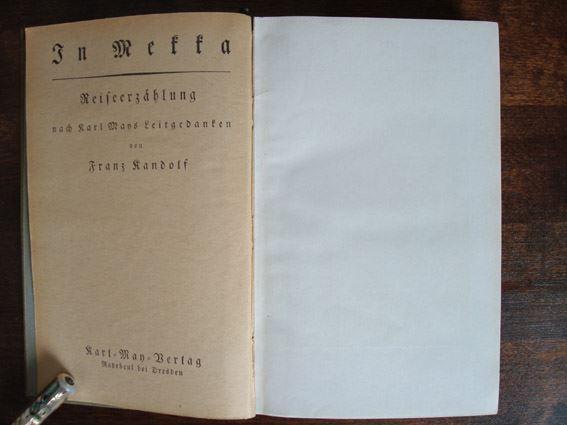 In Mekka
Reiseerzählung
nach Karl Mays Leitgedanken
von
Franz Kandolf
Karl-May-Verlag
Radebeul bei Dresden